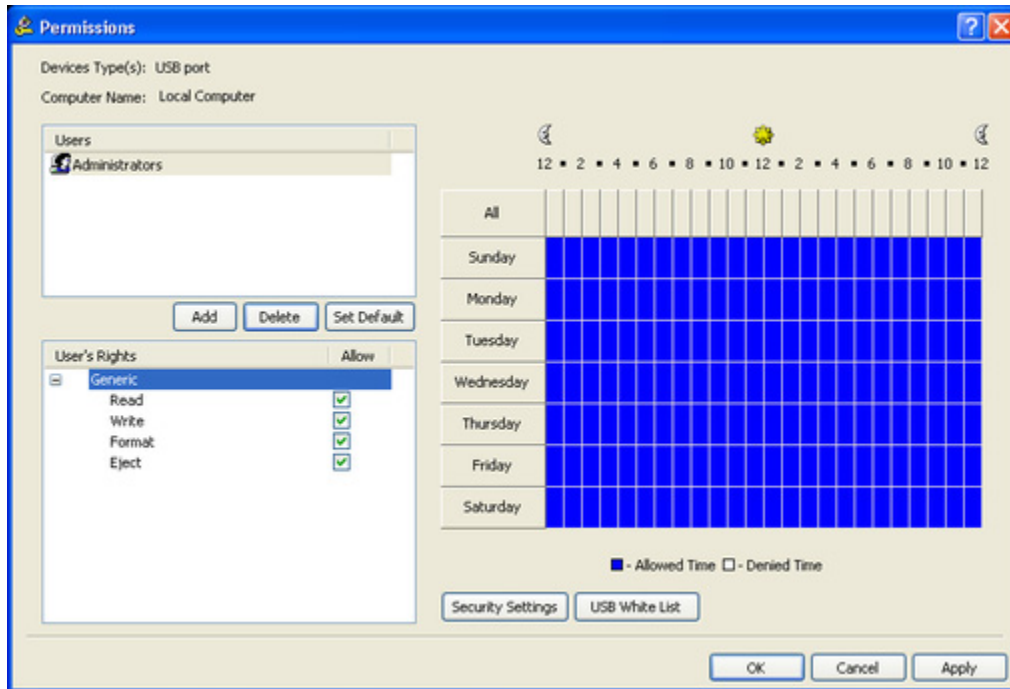 Permissions
Devices Type(s): USB port
Computer Name: Local Computer
Users
Administrators
Add Delete Set Default
User's Rights Allow
Generic
Read
Write
Format
Eject
12 • 2 • 4 • 6 • 8 • 10 • 12 • 2 • 4 • 6 • 8 • 10 • 12
All
Sunday
Monday
Tuesday
Wednesday
Thursday
Friday
Saturday
- Allowed Time - Denied Time
Security Settings USB White List
OK Cancel Apply